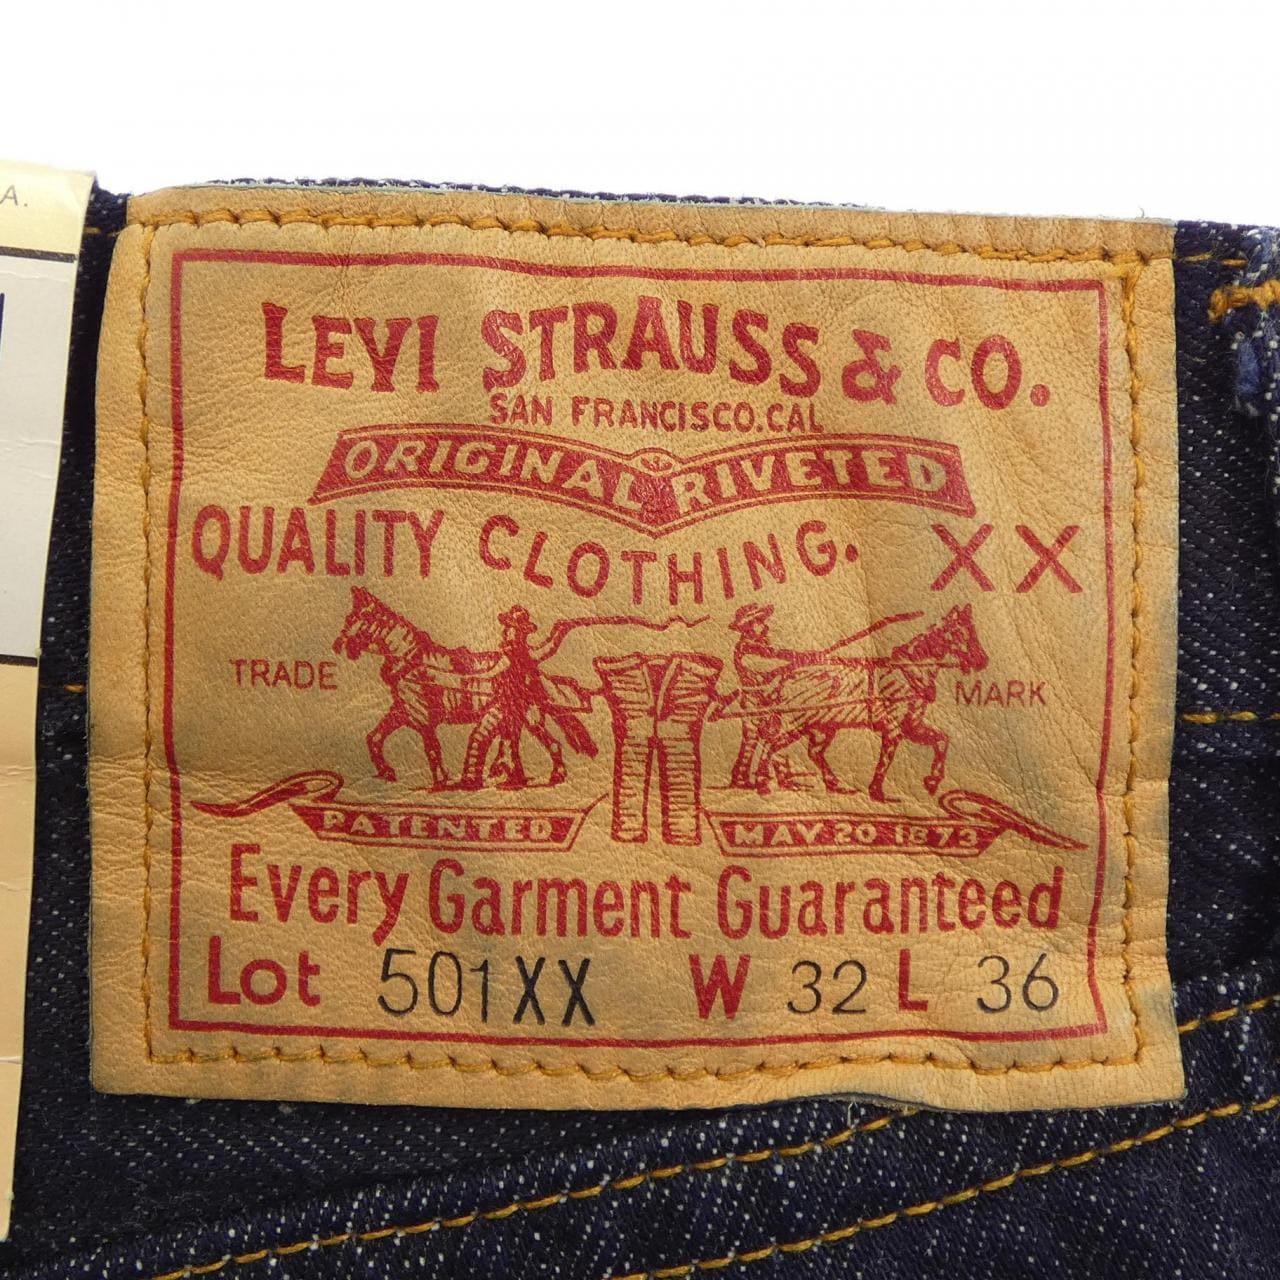 A.
LEVI STRAUSS & CO.
SAN FRANCISCO.CAL
ORIGINAL RIVETED
QUALITY CLOTHING. XX
TRADE MARK
PATENTED MAY 20 1873
Every Garment Guaranteed
Lot 501XX W 32 L 36